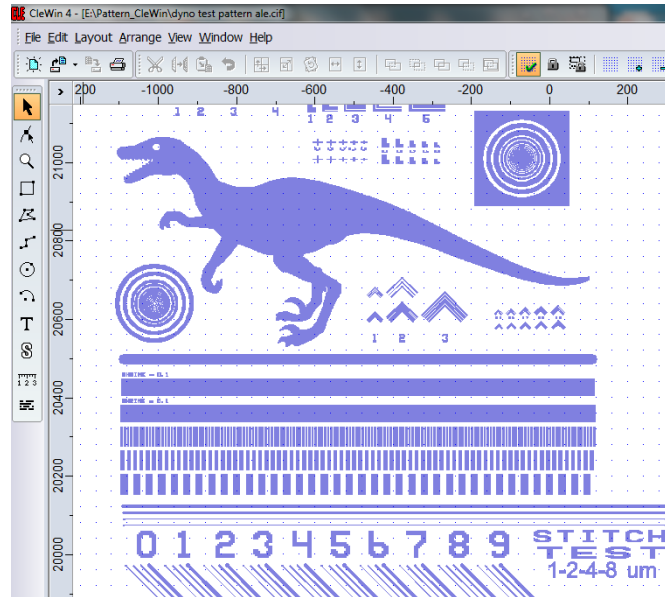 CleWin 4 - [E:\Pattern_CleWin\dyno test pattern ale.cif]
File Edit Layout Arrange View Window Help
200 -1000 -800 -600 -400 -200 0 200
1 2 3 4 1 2 3 4 5
21000
20800
20600
1 2 3
20400
20200
20000
0 1 2 3 4 5 6 7 8 9
STITCH
TEST
1-2-4-8 um